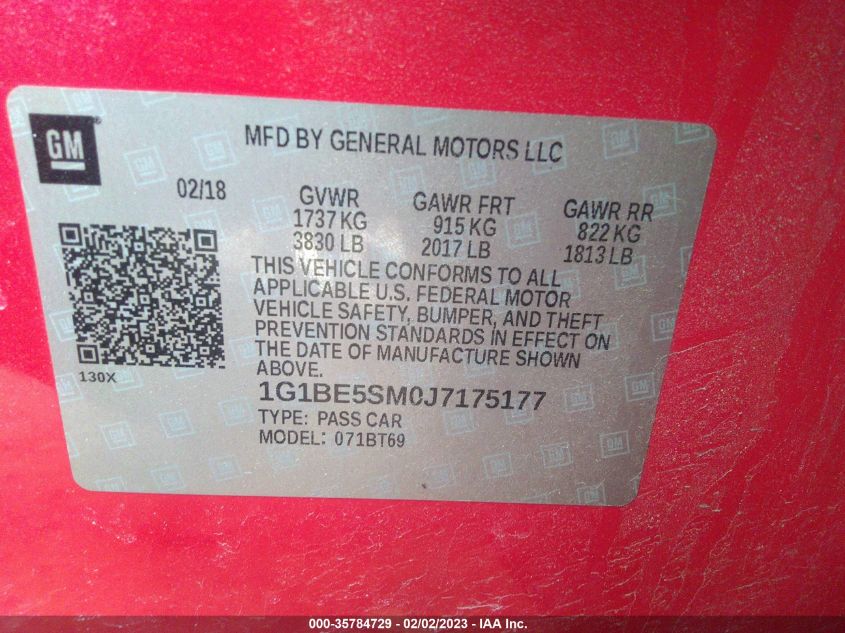 GM
MFD BY GENERAL MOTORS LLC
02/18
GVWR
1737 KG
3830 LB
GAWR FRT
915 KG
2017 LB
GAWR RR
822 KG
1813 LB
THIS VEHICLE CONFORMS TO ALL
APPLICABLE U.S. FEDERAL MOTOR
VEHICLE SAFETY, BUMPER, AND THEFT
PREVENTION STANDARDS IN EFFECT ON
THE DATE OF MANUFACTURE SHOWN
ABOVE.
130X
1G1BE5SM0J7175177
TYPE: PASS CAR
MODEL: 071BT69
000-35784729 - 02/02/2023 - IAA Inc.